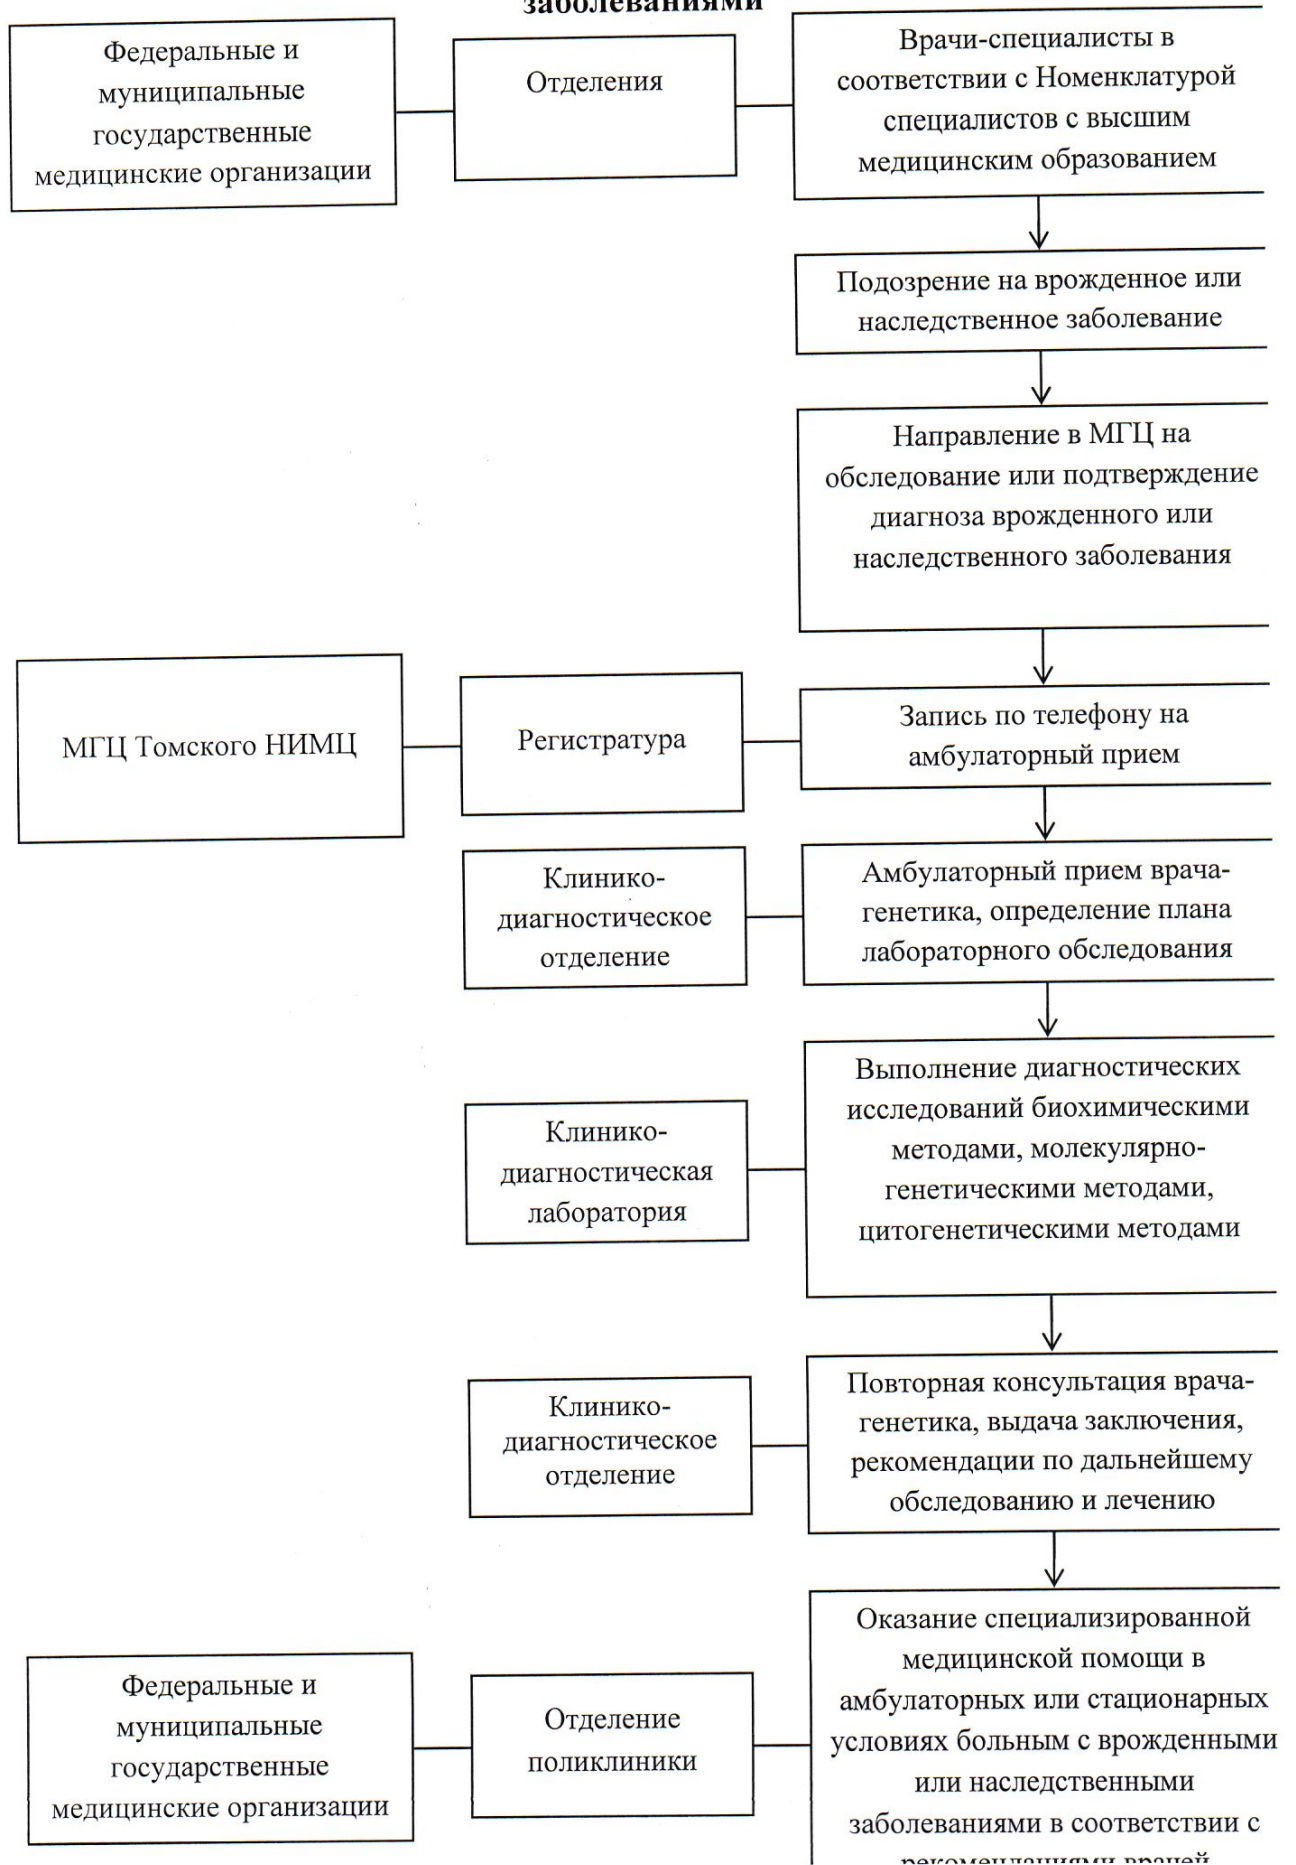 заболеваниями
Федеральные и
муниципальные
государственные
медицинские организации
Отделения
Врачи-специалисты в
соответствии с Номенклатурой
специалистов с высшим
медицинским образованием
Подозрение на врожденное или
наследственное заболевание
Направление в МГЦ на
обследование или подтверждение
диагноза врожденного или
наследственного заболевания
МГЦ Томского НИМЦ
Регистратура
Запись по телефону на
амбулаторный прием
Клинико-
диагностическое
отделение
Амбулаторный прием врача-
генетика, определение плана
лабораторного обследования
Клинико-
диагностическая
лаборатория
Выполнение диагностических
исследований биохимическими
методами, молекулярно-
генетическими методами,
цитогенетическими методами
Клинико-
диагностическое
отделение
Повторная консультация врача-
генетика, выдача заключения,
рекомендации по дальнейшему
обследованию и лечению
Федеральные и
муниципальные
государственные
медицинские организации
Отделение
поликлиники
Оказание специализированной
медицинской помощи в
амбулаторных или стационарных
условиях больным с врожденными
или наследственными
заболеваниями в соответствии с
рекомендациями врачей